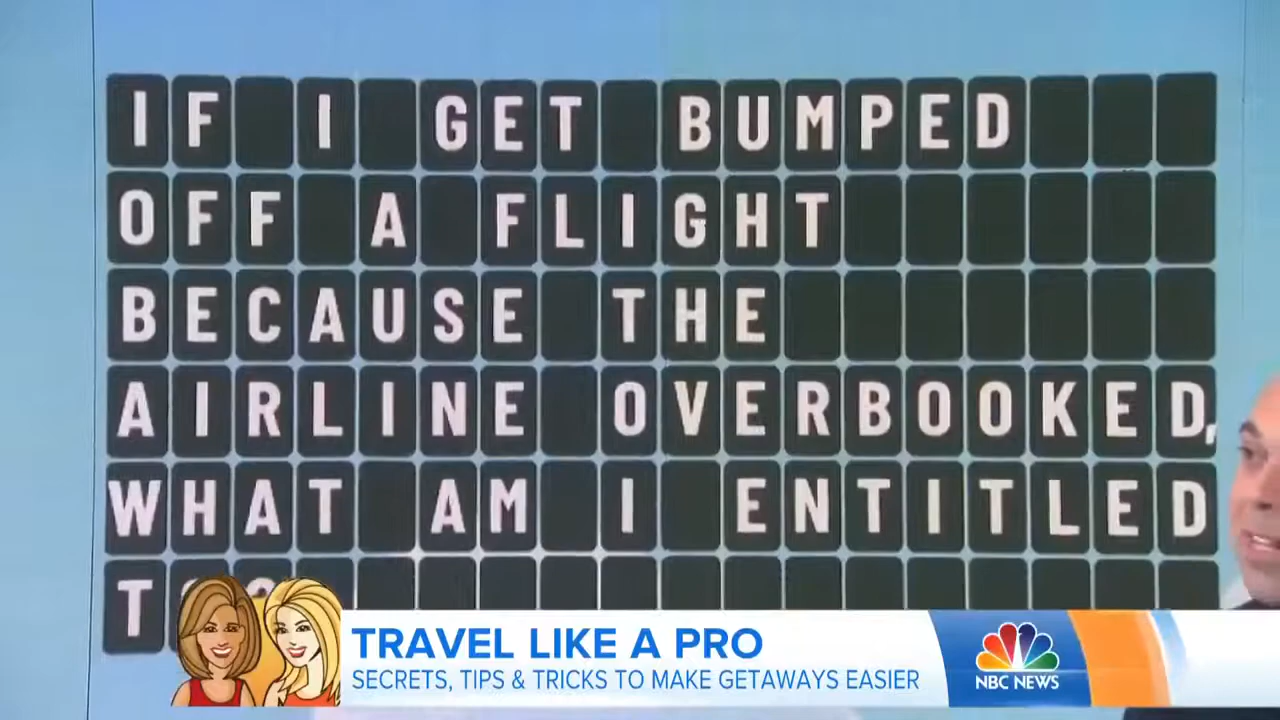 IF I GET BUMPED
OFF A FLIGHT
BECAUSE THE
AIRLINE OVERBOOKED,
WHAT AM I ENTITLED
TRAVEL LIKE A PRO
SECRETS, TIPS & TRICKS TO MAKE GETAWAYS EASIER
NBC NEWS